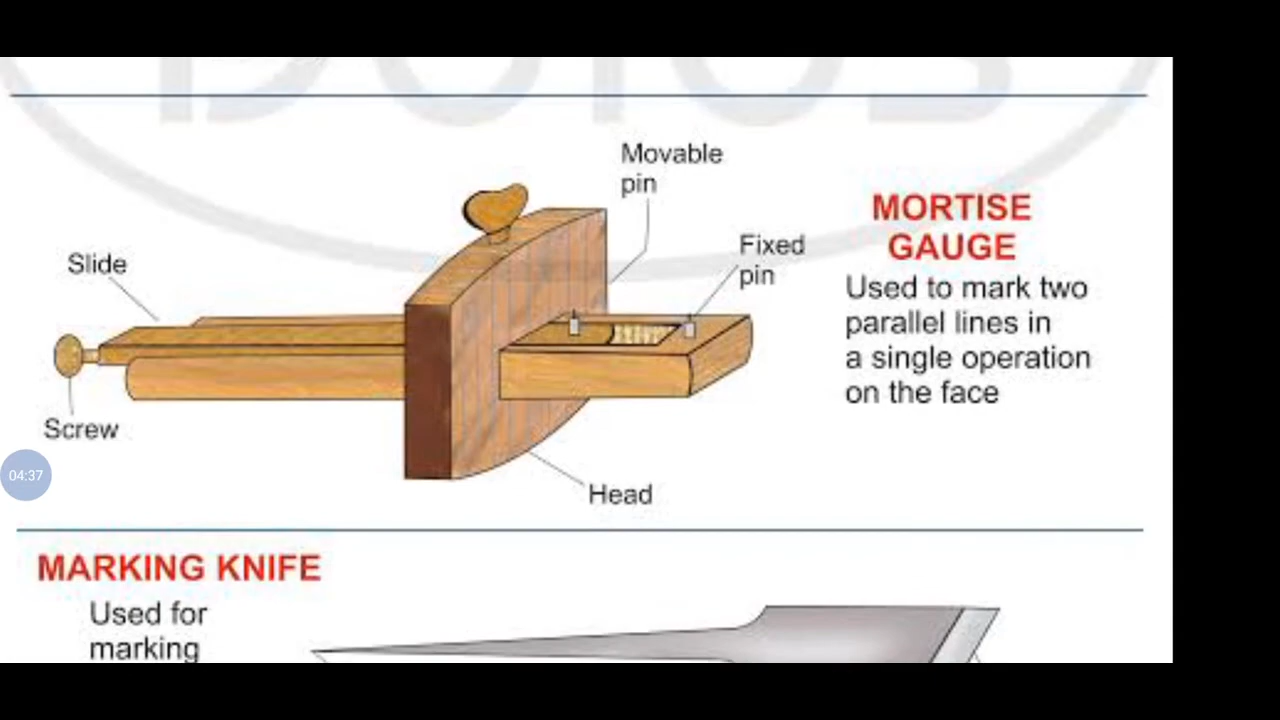 Movable
pin
MORTISE
GAUGE
Fixed
pin
Slide
Used to mark two
parallel lines in
a single operation
on the face
Screw
04:37
Head
MARKING KNIFE
Used for
marking